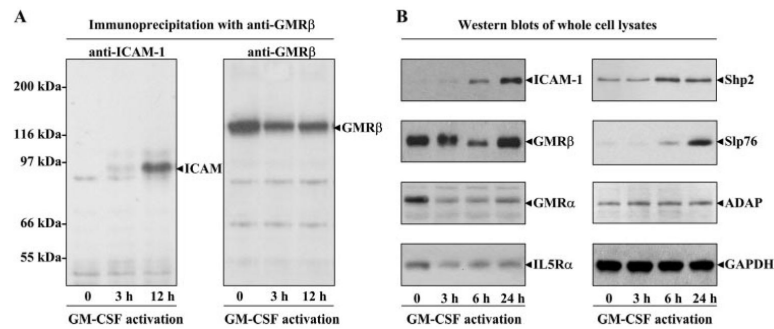 A
Immunoprecipitation with anti-GMRβ
anti-ICAM-1 anti-GMRβ
200 kDa
116 kDa
97 kDa
66 kDa
55 kDa
ICAM
GMRβ
0 3 h 12 h
GM-CSF activation
0 3 h 12 h
GM-CSF activation
B
Western blots of whole cell lysates
ICAM-1
GMRβ
GMRα
IL5Rα
0 3 h 6 h 24 h
GM-CSF activation
Shp2
Slp76
ADAP
GAPDH
0 3 h 6 h 24 h
GM-CSF activation